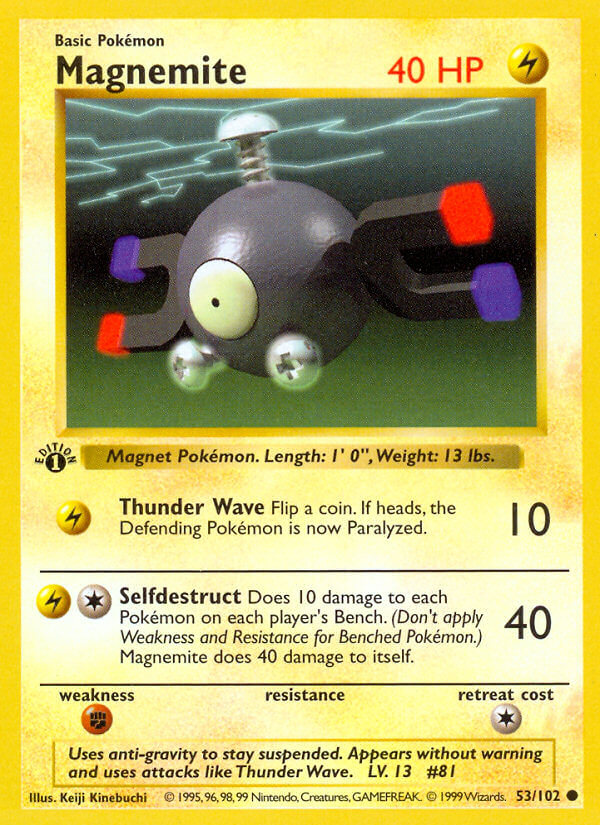 Basic Pokémon
Magnemite 40 HP
EDITION
1
Magnet Pokémon. Length: 1' 0", Weight: 13 lbs.
Thunder Wave Flip a coin. If heads, the
Defending Pokémon is now Paralyzed.
10
Selfdestruct Does 10 damage to each
Pokémon on each player's Bench. (Don't apply
Weakness and Resistance for Benched Pokémon.)
Magnemite does 40 damage to itself.
40
weakness resistance retreat cost
Uses anti-gravity to stay suspended. Appears without warning
and uses attacks like Thunder Wave. LV. 13 #81
Illus. Keiji Kinebuchi © 1995, 96, 98, 99 Nintendo, Creatures, GAMEFREAK. © 1999 Wizards. 53/102